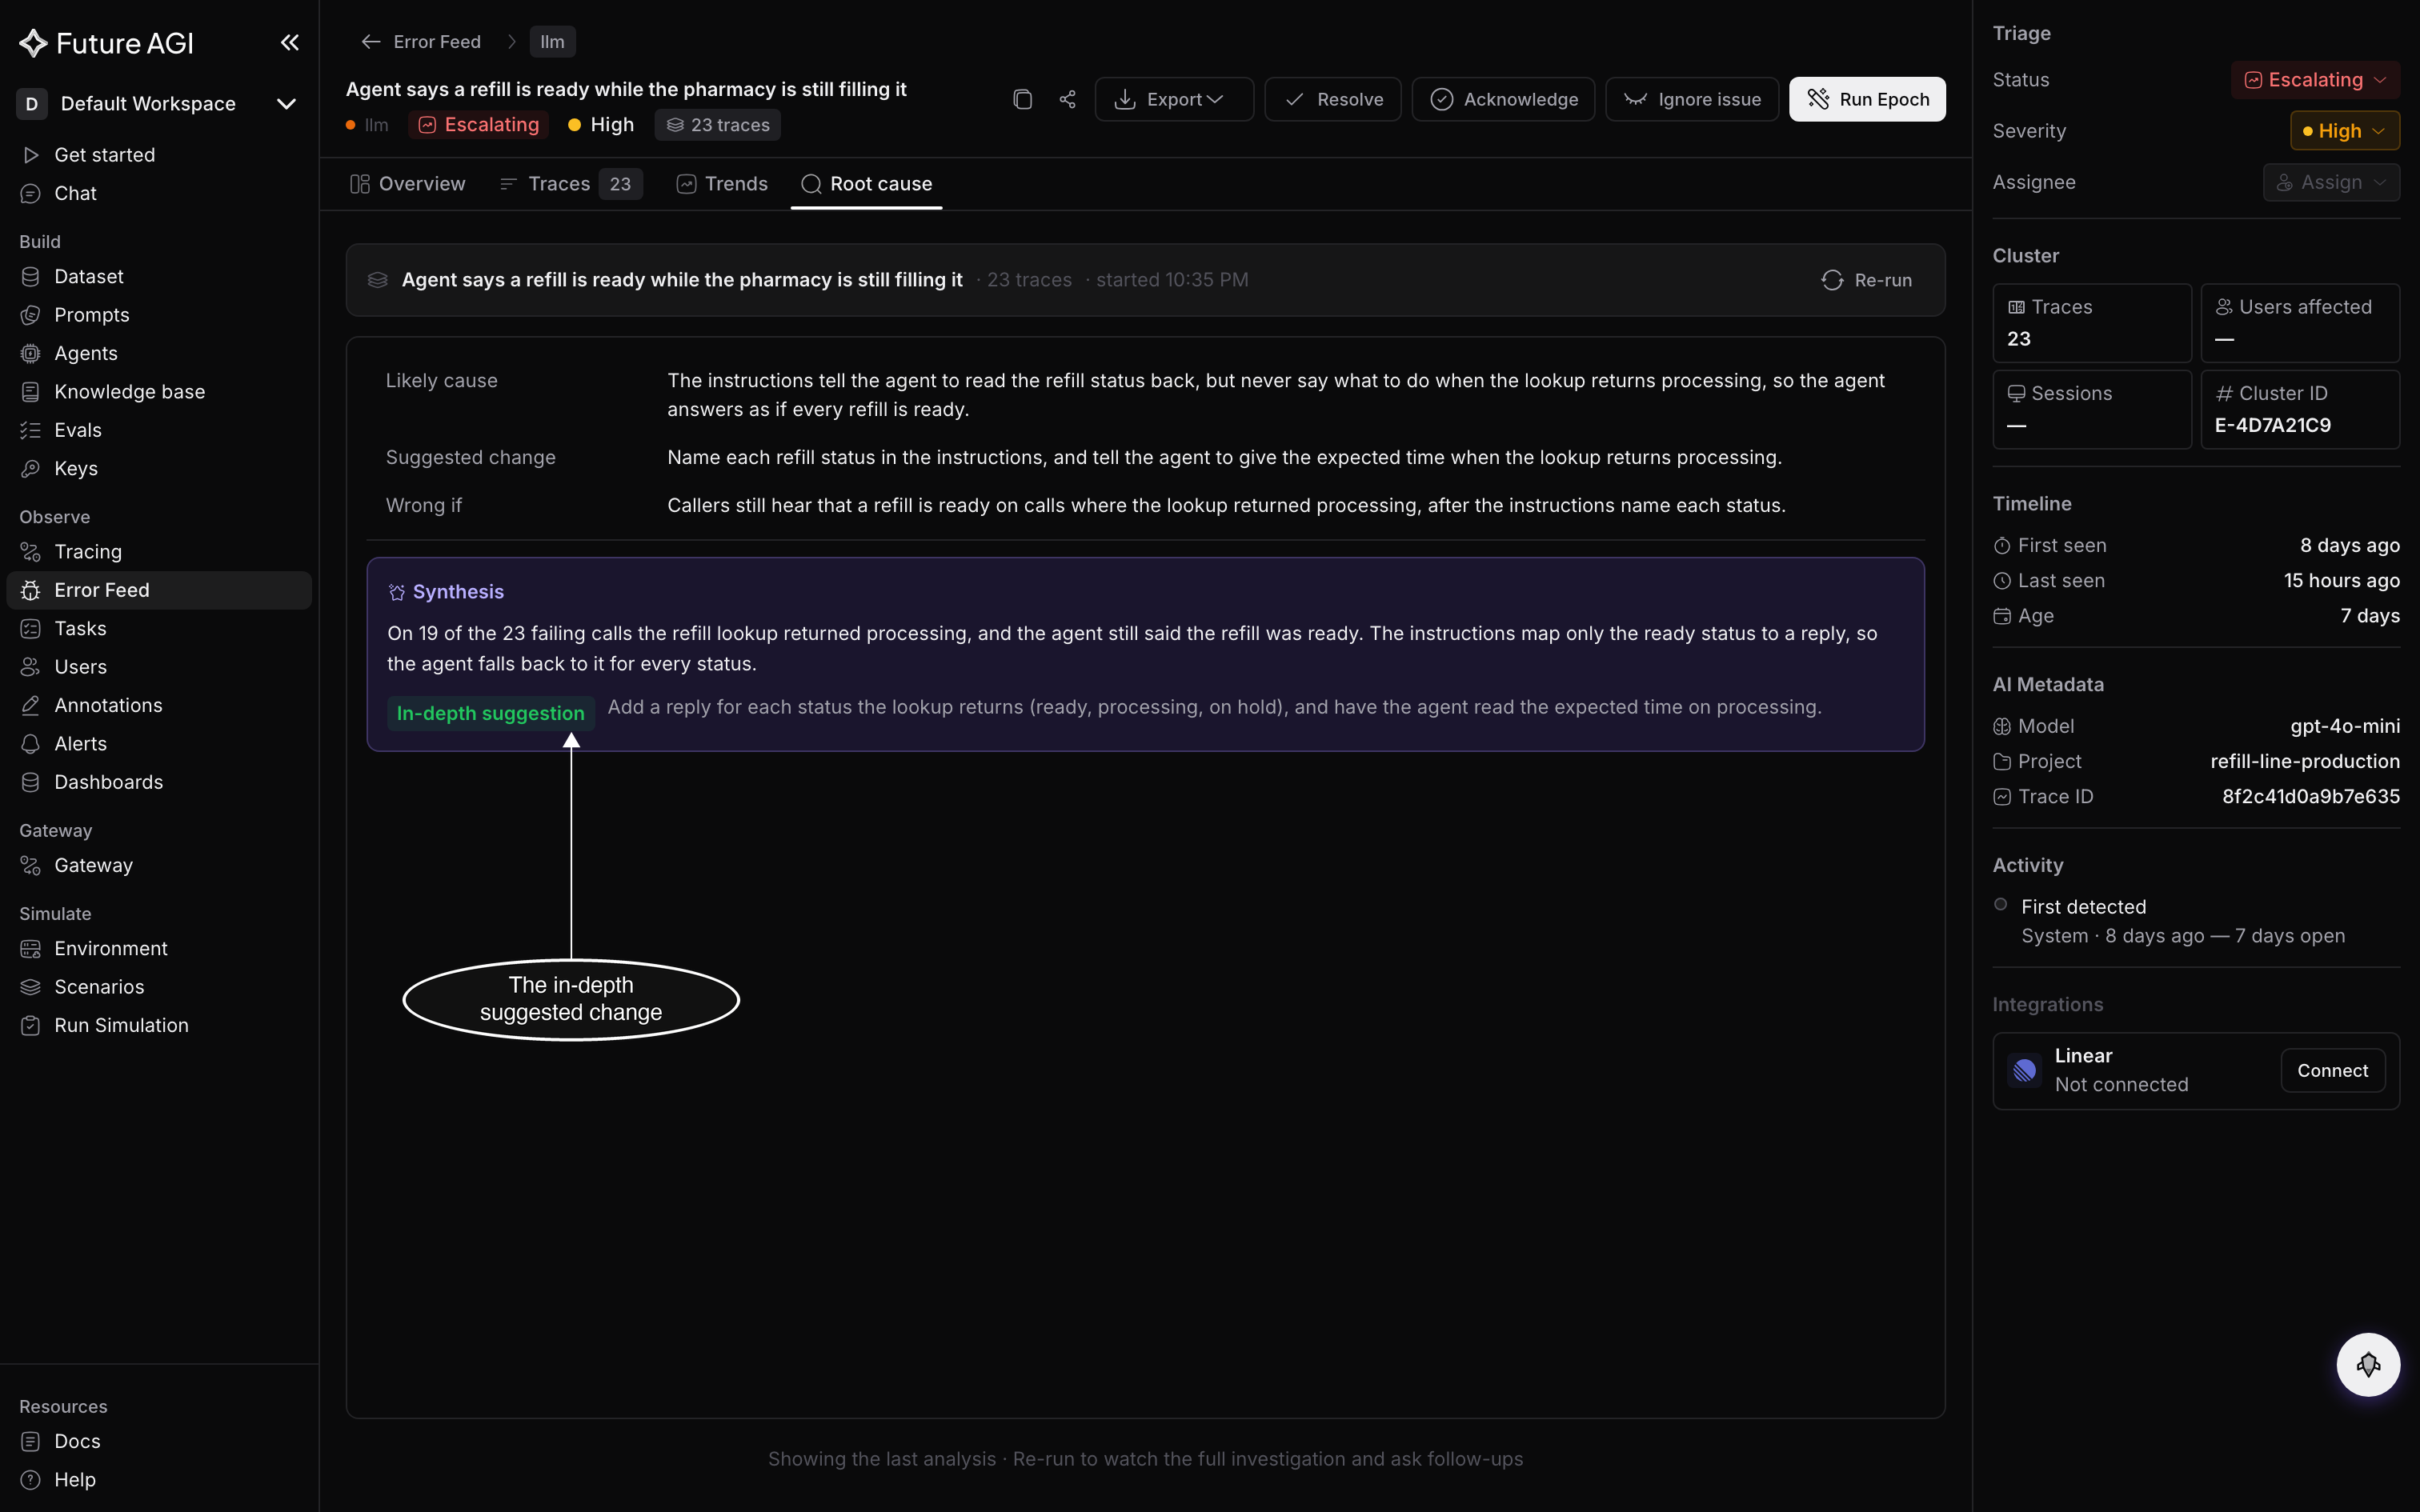 Future AGI
D Default Workspace
Get started
Chat
Build
Dataset
Prompts
Agents
Knowledge base
Evals
Keys
Observe
Tracing
Error Feed
Tasks
Users
Annotations
Alerts
Dashboards
Gateway
Gateway
Simulate
Environment
Scenarios
Run Simulation
Resources
Docs
Help
Error Feed llm
Agent says a refill is ready while the pharmacy is still filling it
llm Escalating High 23 traces
Export Resolve Acknowledge Ignore issue Run Epoch
Overview Traces 23 Trends Root cause
Agent says a refill is ready while the pharmacy is still filling it · 23 traces · started 10:35 PM Re-run
Likely cause The instructions tell the agent to read the refill status back, but never say what to do when the lookup returns processing, so the agent
answers as if every refill is ready.
Suggested change Name each refill status in the instructions, and tell the agent to give the expected time when the lookup returns processing.
Wrong if Callers still hear that a refill is ready on calls where the lookup returned processing, after the instructions name each status.
Synthesis
On 19 of the 23 failing calls the refill lookup returned processing, and the agent still said the refill was ready. The instructions map only the ready status to a reply, so
the agent falls back to it for every status.
In-depth suggestion Add a reply for each status the lookup returns (ready, processing, on hold), and have the agent read the expected time on processing.
The in-depth
suggested change
Showing the last analysis · Re-run to watch the full investigation and ask follow-ups
Triage
Status Escalating
Severity High
Assignee Assign
Cluster
Traces
23
Users affected
—
Sessions
—
# Cluster ID
E-4D7A21C9
Timeline
First seen 8 days ago
Last seen 15 hours ago
Age 7 days
AI Metadata
Model gpt-4o-mini
Project refill-line-production
Trace ID 8f2c41d0a9b7e635
Activity
First detected
System · 8 days ago — 7 days open
Integrations
Linear
Not connected
Connect